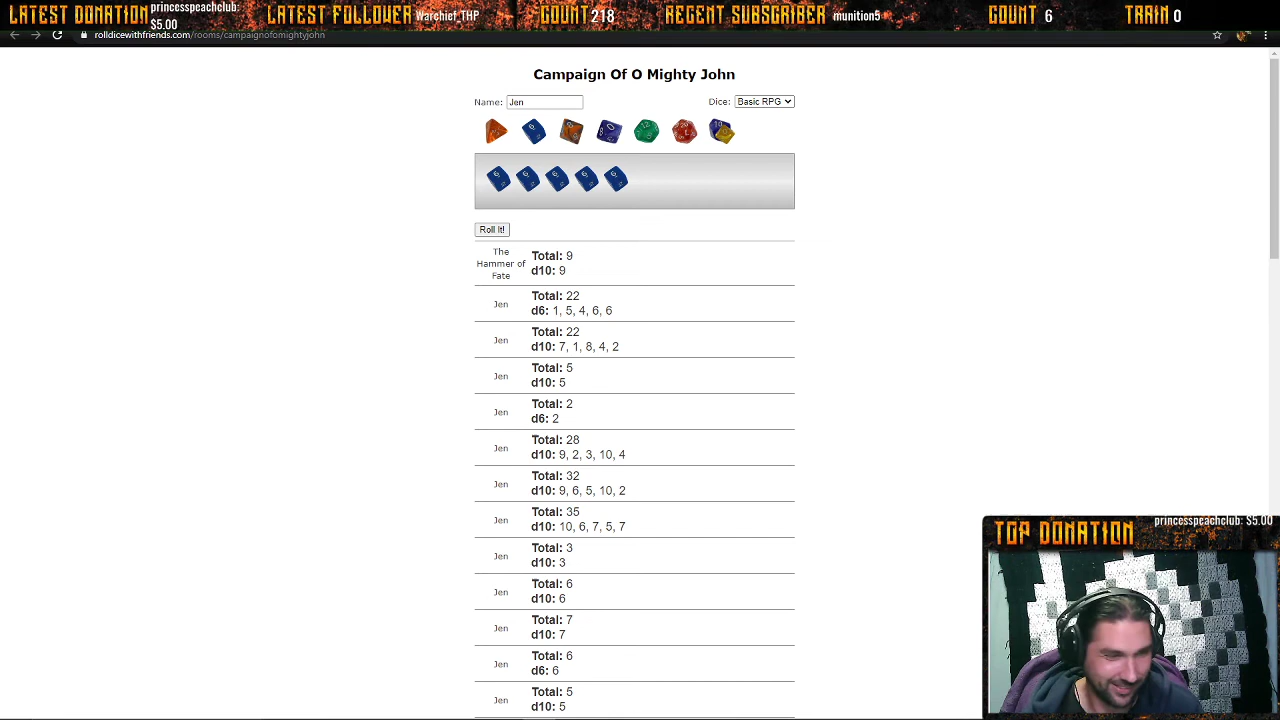 princesspeachclub:
$5.00
LATEST DONATION
LATEST FOLLOWER Warchief_THP
COUNT 218
RECENT SUBSCRIBER munition5
COUNT 6
TRAIN 0
rolldicewithfriends.com/rooms/campaignofomightyjohn
Campaign Of O Mighty John
Name: Jen
Dice: Basic RPG
Roll It!
The Hammer of Fate
Total: 9
d10: 9
Jen
Total: 22
d6: 1, 5, 4, 6, 6
Jen
Total: 22
d10: 7, 1, 8, 4, 2
Jen
Total: 5
d10: 5
Jen
Total: 2
d6: 2
Jen
Total: 28
d10: 9, 2, 3, 10, 4
Jen
Total: 32
d10: 9, 6, 5, 10, 2
Jen
Total: 35
d10: 10, 6, 7, 5, 7
Jen
Total: 3
d10: 3
Jen
Total: 6
d10: 6
Jen
Total: 7
d10: 7
Jen
Total: 6
d6: 6
Jen
Total: 5
d10: 5
TOP DONATION
princesspeachclub: $5.00